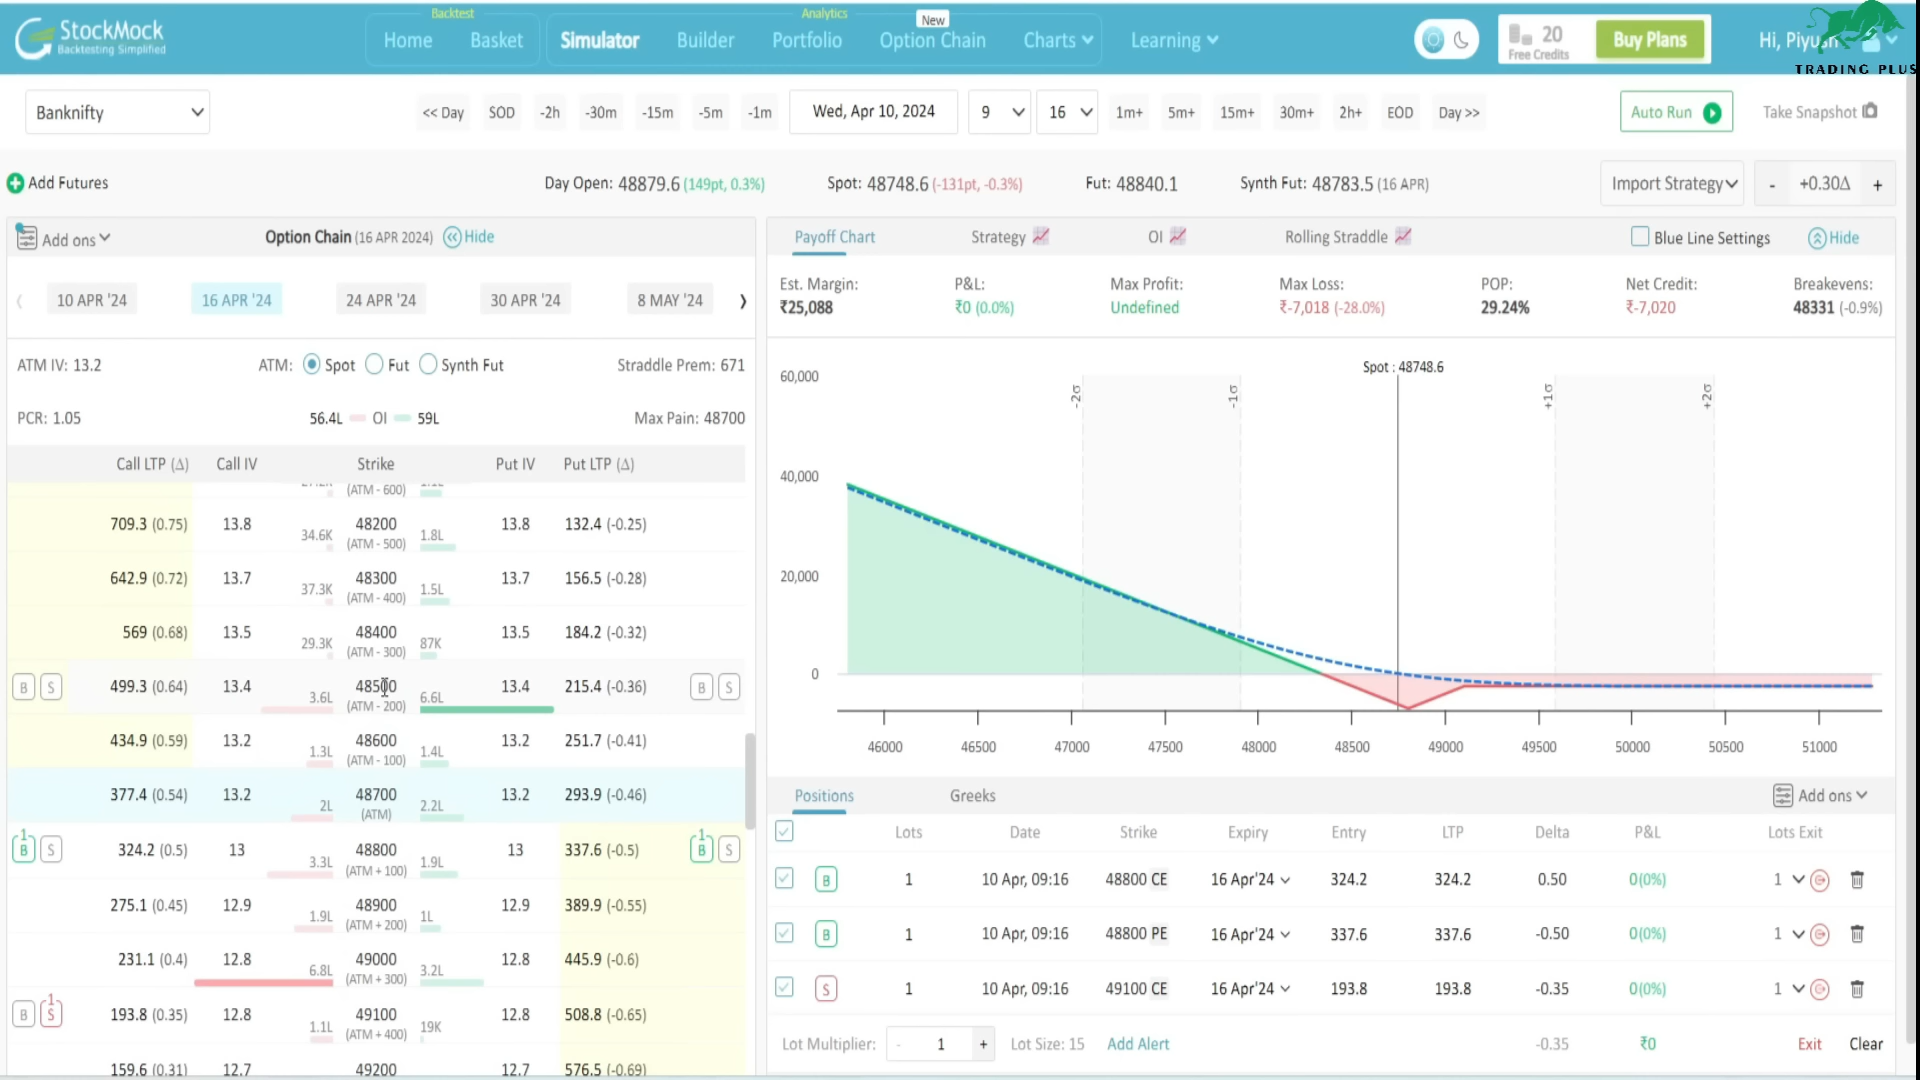 StockMock
Backtesting Simplified
Backtest
Home
Basket
Simulator
Builder
Analytics
Portfolio
New
Option Chain
Charts
Learning
20
Free Credits
Buy Plans
Hi, Piyush
TRADING PLUS
Banknifty
<< Day
SOD
-2h
-30m
-15m
-5m
-1m
Wed, Apr 10, 2024
9
16
1m+
5m+
15m+
30m+
2h+
EOD
Day >>
Auto Run
Take Snapshot
Add Futures
Day Open: 48879.6 (149pt, 0.3%)
Spot: 48748.6 (-131pt, -0.3%)
Fut: 48840.1
Synth Fut: 48783.5 (16 APR)
Import Strategy
- +0.30Δ +
Add ons
Option Chain (16 APR 2024)
Hide
10 APR '24
16 APR '24
24 APR '24
30 APR '24
8 MAY '24
ATM IV: 13.2
ATM: Spot Fut Synth Fut
Straddle Prem: 671
PCR: 1.05
56.4L OI 59L
Max Pain: 48700
Call LTP (Δ) Call IV Strike Put IV Put LTP (Δ)
(ATM - 600)
709.3 (0.75) 13.8 34.6K 48200 1.8L 13.8 132.4 (-0.25)
(ATM - 500)
642.9 (0.72) 13.7 37.3K 48300 1.5L 13.7 156.5 (-0.28)
(ATM - 400)
569 (0.68) 13.5 29.3K 48400 87K 13.5 184.2 (-0.32)
(ATM - 300)
B S 499.3 (0.64) 13.4 3.6L 48500 6.6L 13.4 215.4 (-0.36) B S
(ATM - 200)
434.9 (0.59) 13.2 1.3L 48600 1.4L 13.2 251.7 (-0.41)
(ATM - 100)
377.4 (0.54) 13.2 2L 48700 2.2L 13.2 293.9 (-0.46)
(ATM)
1 1
B S 324.2 (0.5) 13 3.3L 48800 1.9L 13 337.6 (-0.5) B S
(ATM + 100)
275.1 (0.45) 12.9 1.9L 48900 1L 12.9 389.9 (-0.55)
(ATM + 200)
231.1 (0.4) 12.8 6.8L 49000 3.2L 12.8 445.9 (-0.6)
(ATM + 300)
1
B S 193.8 (0.35) 12.8 1.1L 49100 19K 12.8 508.8 (-0.65)
(ATM + 400)
159.6 (0.31) 12.7 49200 12.7 576.5 (-0.69)
Payoff Chart
Strategy
OI
Rolling Straddle
Blue Line Settings
Hide
Est. Margin: P&L: Max Profit: Max Loss: POP: Net Credit: Breakevens:
₹25,088 ₹0 (0.0%) Undefined ₹-7,018 (-28.0%) 29.24% ₹-7,020 48331 (-0.9%)
Spot : 48748.6
60,000
40,000
20,000
0
-2σ
-1σ
+1σ
+2σ
46000 46500 47000 47500 48000 48500 49000 49500 50000 50500 51000
Positions
Greeks
Add ons
Lots Date Strike Expiry Entry LTP Delta P&L Lots Exit
B 1 10 Apr, 09:16 48800 CE 16 Apr'24 324.2 324.2 0.50 0(0%) 1
B 1 10 Apr, 09:16 48800 PE 16 Apr'24 337.6 337.6 -0.50 0(0%) 1
S 1 10 Apr, 09:16 49100 CE 16 Apr'24 193.8 193.8 -0.35 0(0%) 1
Lot Multiplier: - 1 + Lot Size: 15 Add Alert -0.35 ₹0 Exit Clear